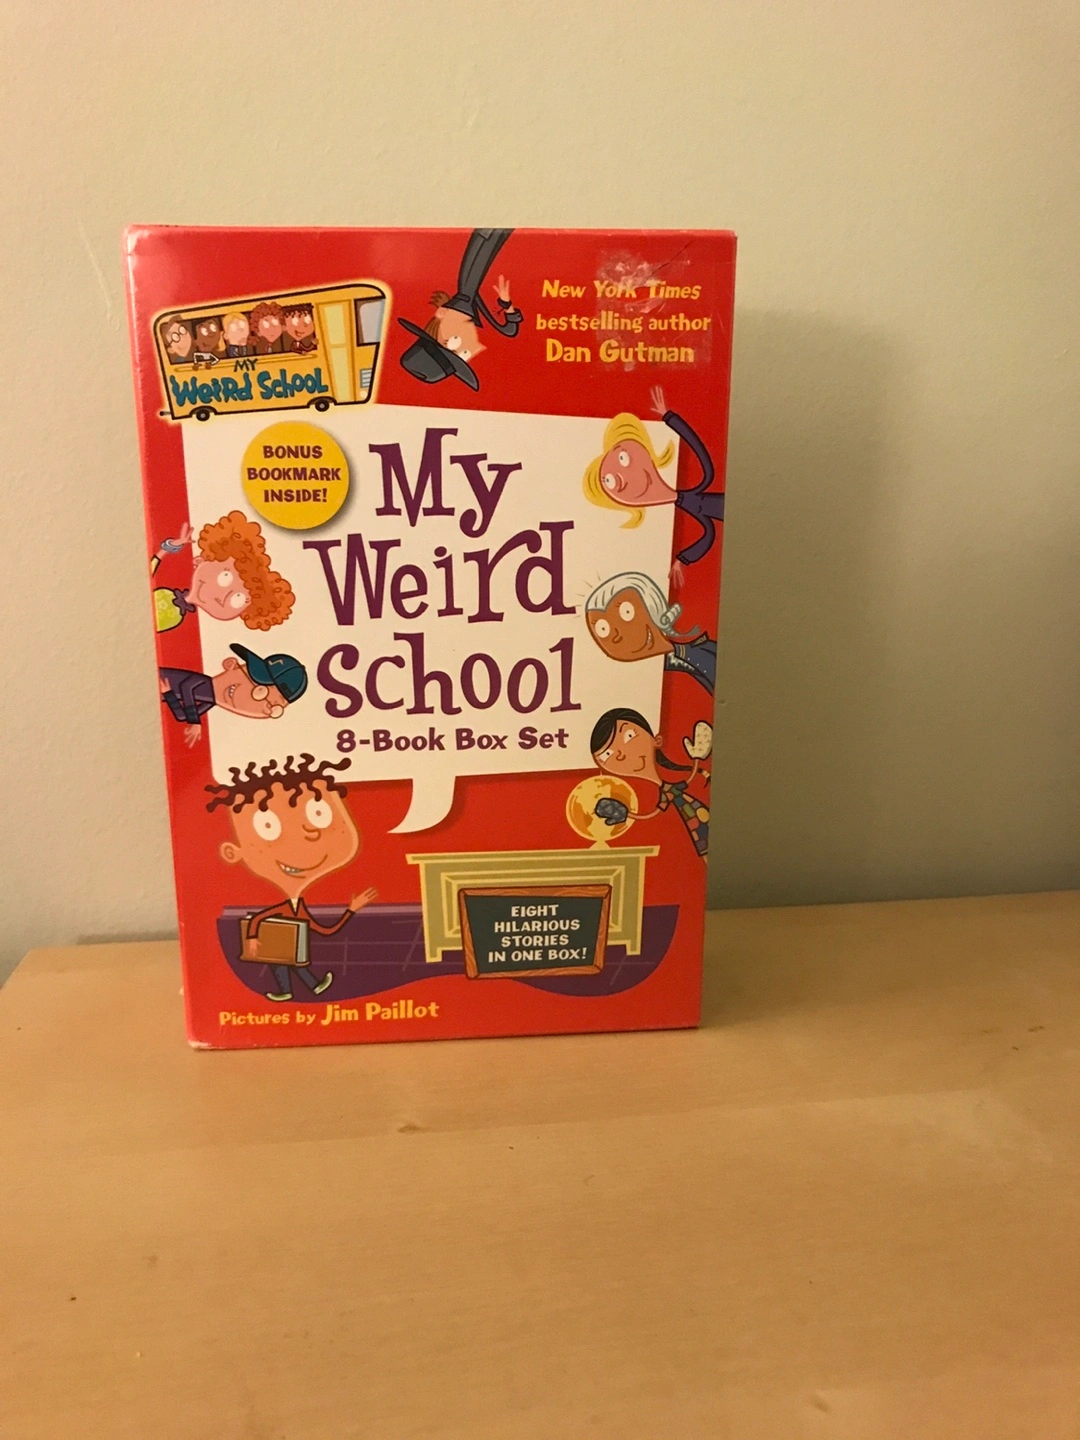 New York Times
bestselling author
Dan Gutman
MY
Weird School
BONUS
BOOKMARK
INSIDE!
My
Weird
School
8-Book Box Set
EIGHT
HILARIOUS
STORIES
IN ONE BOX!
Pictures by Jim Paillot